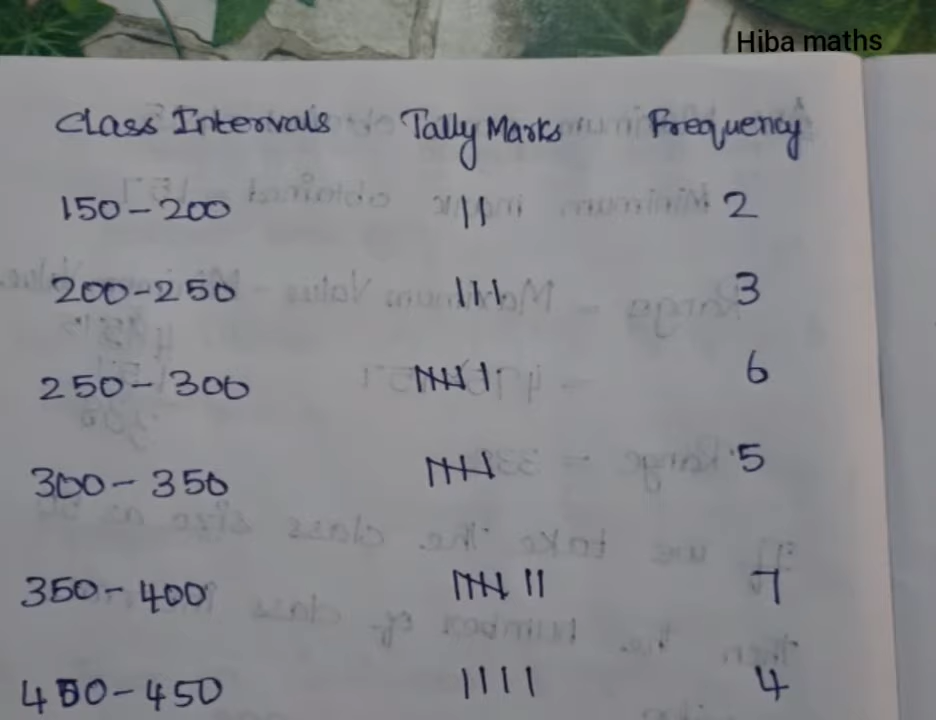 Hiba maths
Class Intervals Tally Marks Frequency
150-200 || 2
200-250 ||| 3
250-300 𝍸 | 6
300-350 𝍸 5
350-400 𝍸 || 7
400-450 |||| 4